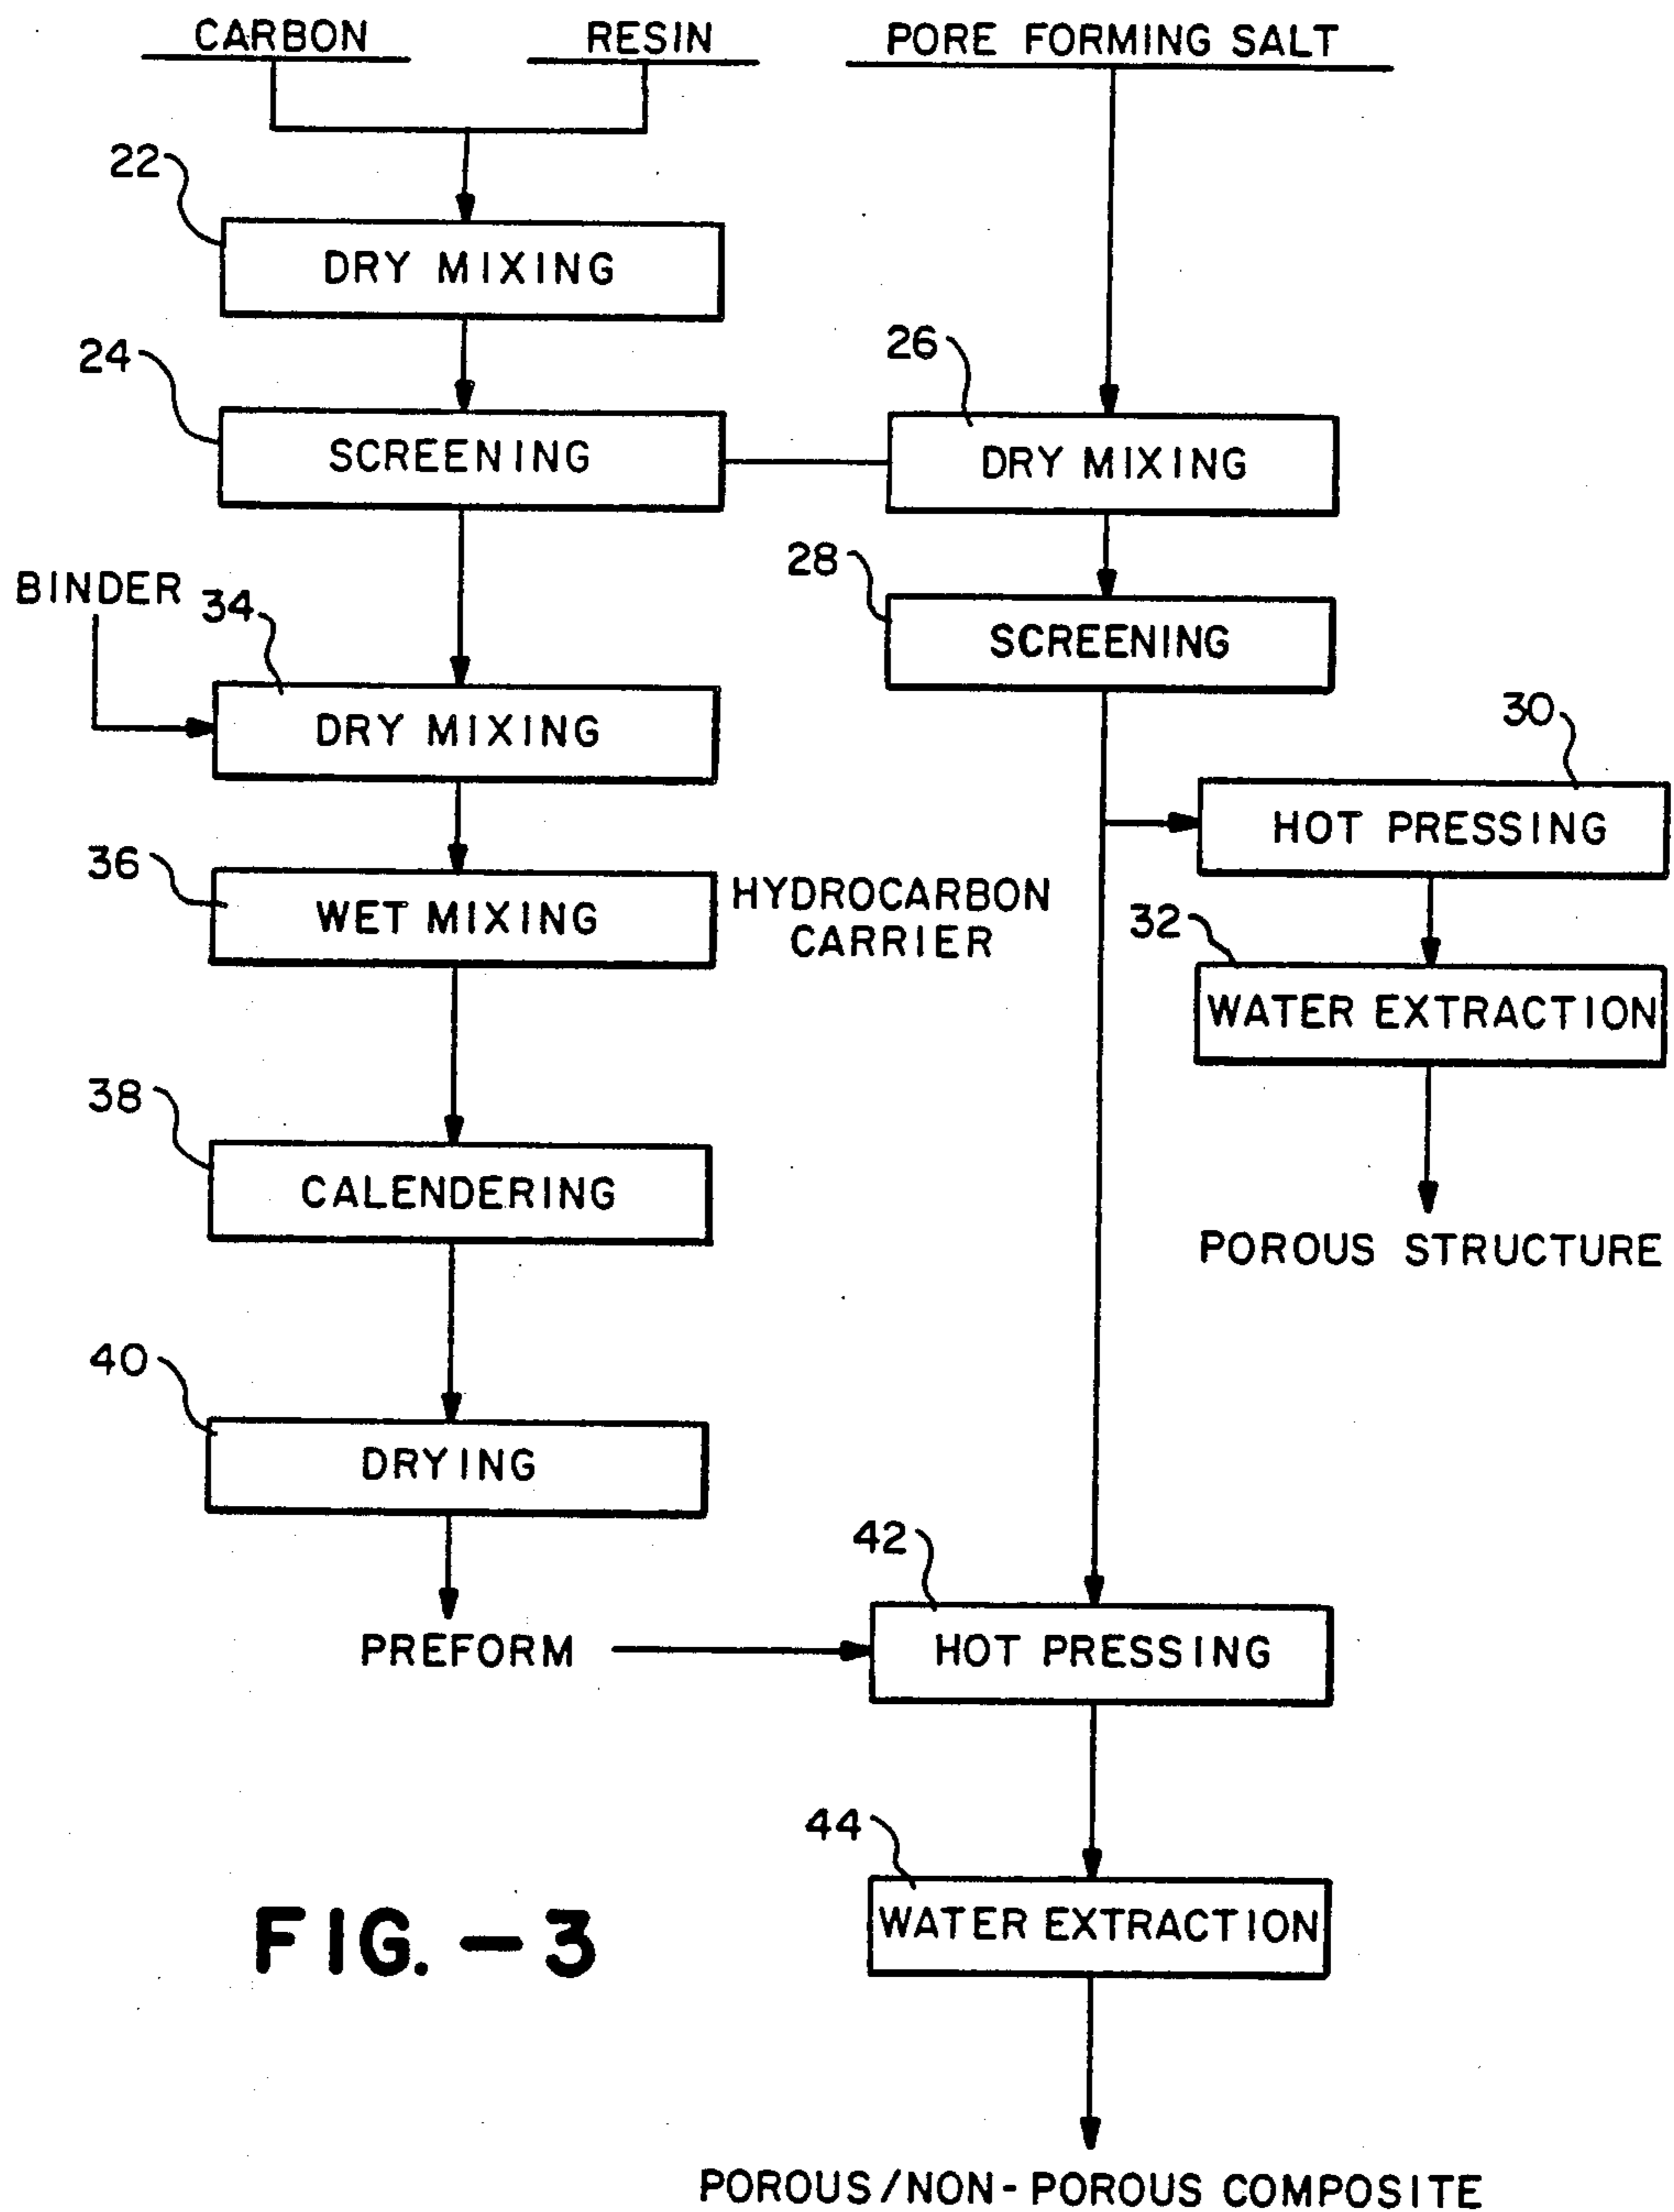 CARBON
RESIN
PORE FORMING SALT
22
DRY MIXING
24
SCREENING
26
DRY MIXING
28
SCREENING
BINDER
34
DRY MIXING
30
HOT PRESSING
36
WET MIXING
HYDROCARBON
CARRIER
32
WATER EXTRACTION
38
CALENDERING
POROUS STRUCTURE
40
DRYING
PREFORM
42
HOT PRESSING
44
WATER EXTRACTION
FIG.-3
POROUS/NON-POROUS COMPOSITE